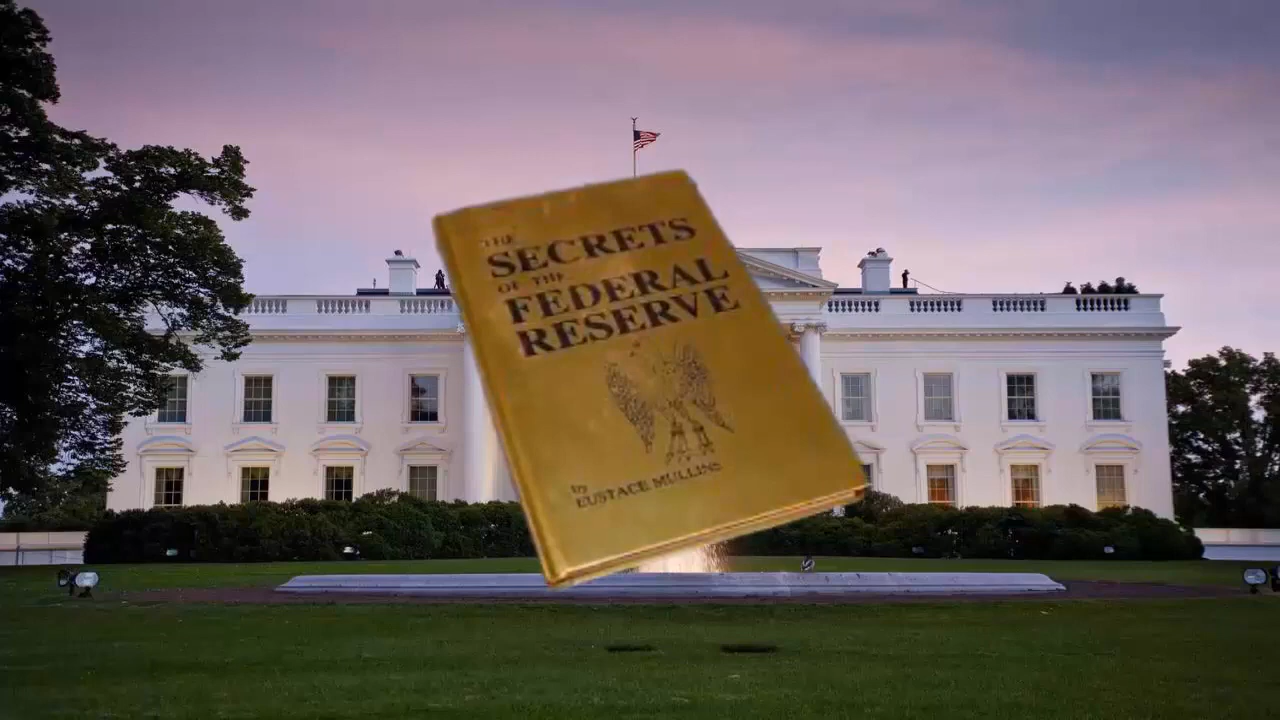 THE
SECRETS
OF THE
FEDERAL
RESERVE
by
EUSTACE MULLINS